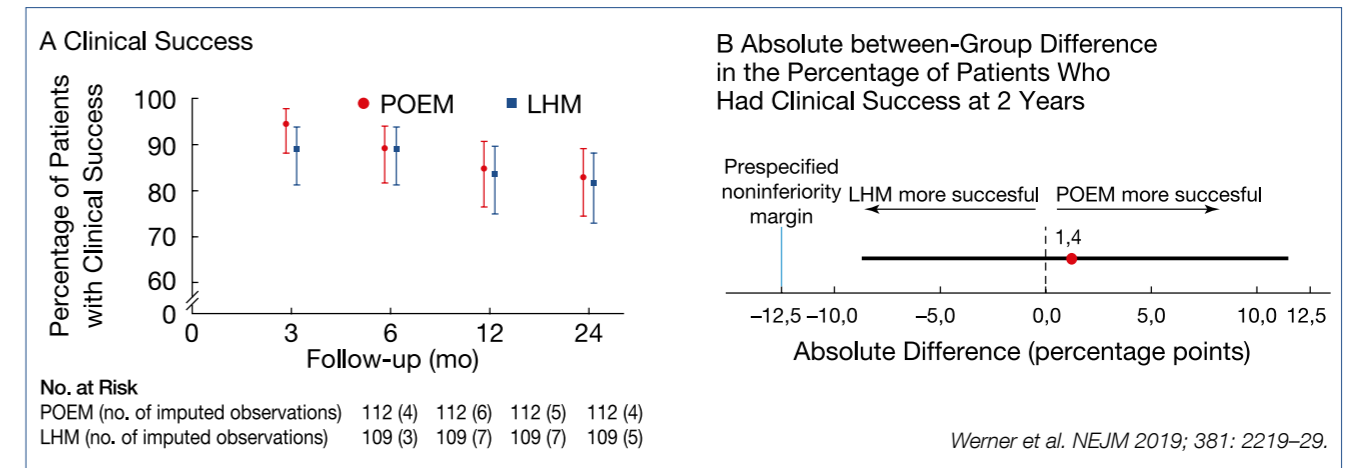 A Clinical Success
Percentage of Patients
with Clinical Success
100
90
80
70
60
0
POEM
LHM
0 3 6 12 24
Follow-up (mo)
No. at Risk
POEM (no. of imputed observations) 112 (4) 112 (6) 112 (5) 112 (4)
LHM (no. of imputed observations) 109 (3) 109 (7) 109 (7) 109 (5)
B Absolute between-Group Difference
in the Percentage of Patients Who
Had Clinical Success at 2 Years
Prespecified
noninferiority
margin
LHM more succesful
POEM more succesful
1,4
–12,5 –10,0 –5,0 0,0 5,0 10,0 12,5
Absolute Difference (percentage points)
Werner et al. NEJM 2019; 381: 2219–29.